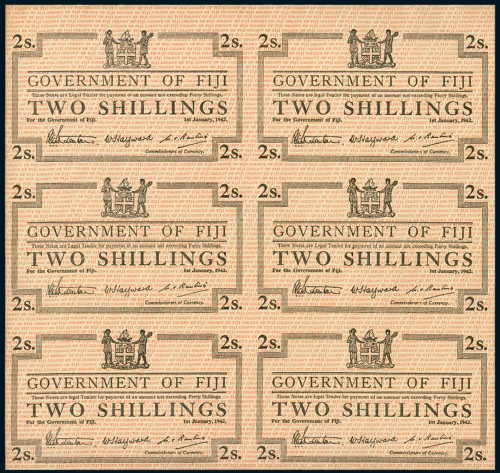 2s. 2s. 2s. 2s.
GOVERNMENT OF FIJI GOVERNMENT OF FIJI
These Notes are Legal Tender for payment of an amount not exceeding Forty Shillings. These Notes are Legal Tender for payment of an amount not exceeding Forty Shillings.
TWO SHILLINGS TWO SHILLINGS
For the Government of Fiji. 1st January, 1942. For the Government of Fiji. 1st January, 1942.
W Hayward W Hayward
Commissioners of Currency. Commissioners of Currency.
2s. 2s. 2s. 2s.
2s. 2s. 2s. 2s.
GOVERNMENT OF FIJI GOVERNMENT OF FIJI
These Notes are Legal Tender for payment of an amount not exceeding Forty Shillings. These Notes are Legal Tender for payment of an amount not exceeding Forty Shillings.
TWO SHILLINGS TWO SHILLINGS
For the Government of Fiji. 1st January, 1942. For the Government of Fiji. 1st January, 1942.
W Hayward W Hayward
Commissioners of Currency. Commissioners of Currency.
2s. 2s. 2s. 2s.
2s. 2s. 2s. 2s.
GOVERNMENT OF FIJI GOVERNMENT OF FIJI
These Notes are legal Tender for payment of an amount not exceeding Forty Shillings. These Notes are legal Tender for payment of an amount not exceeding Forty Shillings.
TWO SHILLINGS TWO SHILLINGS
For the Government of Fiji. 1st January, 1942. For the Government of Fiji. 1st January, 1942.
W Hayward W Hayward
Commissioners of Currency. Commissioners of Currency.
2s. 2s. 2s. 2s.